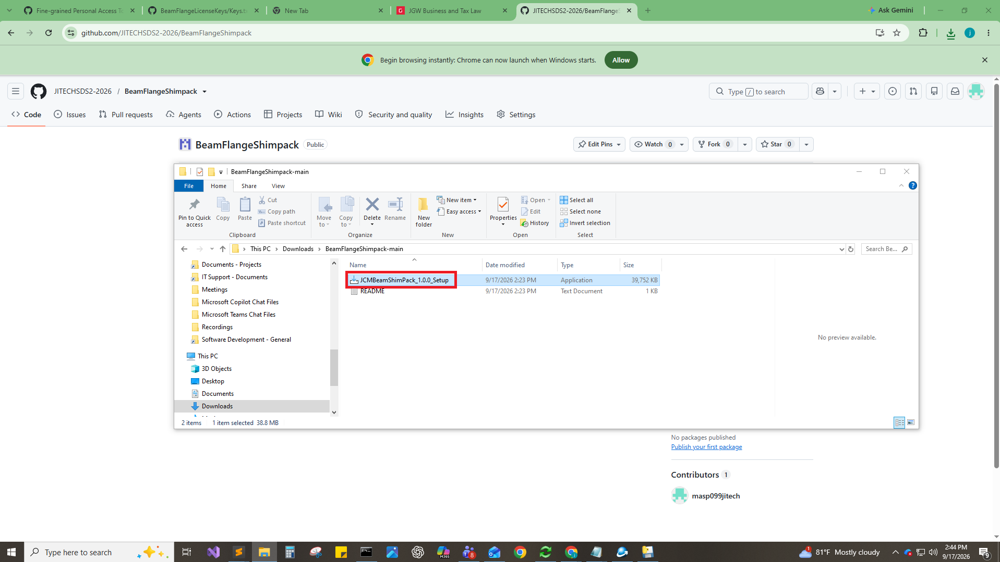 Fine-grained Personal Access To
BeamFlangeLicenseKeys/Keys.tx
New Tab
JGW Business and Tax Law
JITECHSDS2-2026/BeamFlangeS
Ask Gemini
github.com/JITECHSDS2-2026/BeamFlangeShimpack
j
Begin browsing instantly: Chrome can now launch when Windows starts.
Allow
JITECHSDS2-2026 / BeamFlangeShimpack
Type / to search
Code
Issues
Pull requests
Agents
Actions
Projects
Wiki
Security and quality
Insights
Settings
BeamFlangeShimpack
Public
Edit Pins
Watch 0
Fork 0
Star 0
BeamFlangeShimpack-main
File
Home
Share
View
Pin to Quick access
Copy
Paste
Cut
Copy path
Paste shortcut
Clipboard
Move to
Copy to
Delete
Rename
Organize
New folder
New item
Easy access
New
Properties
Open
Edit
History
Open
Select all
Select none
Invert selection
Select
This PC > Downloads > BeamFlangeShimpack-main
Search Be...
Documents - Projects
IT Support - Documents
Meetings
Microsoft Copilot Chat Files
Microsoft Teams Chat Files
Recordings
Software Development - General
This PC
3D Objects
Desktop
Documents
Downloads
Name
Date modified
Type
Size
JCMBeamShimPack_1.0.0_Setup
9/17/2026 2:23 PM
Application
39,752 KB
README
9/17/2026 2:23 PM
Text Document
1 KB
No preview available.
2 items
1 item selected 38.8 MB
No packages published
Publish your first package
Contributors 1
masp099jitech
Type here to search
M365
8
1
81°F Mostly cloudy
2:44 PM
9/17/2026
9